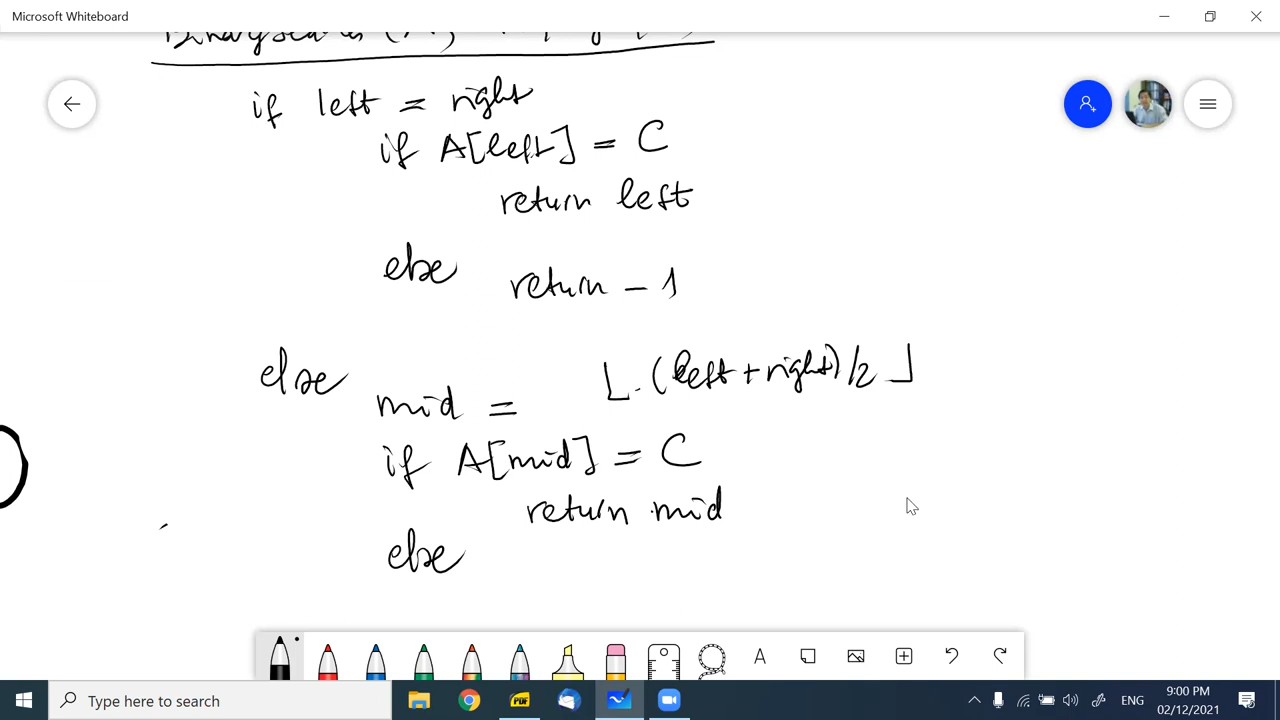 Microsoft Whiteboard
if left = right
if A[left] = C
return left
else return -1
else mid = ⌊(left+right)/2⌋
if A[mid] = C
return mid
else
PDF
Type here to search
ENG
9:00 PM
02/12/2021